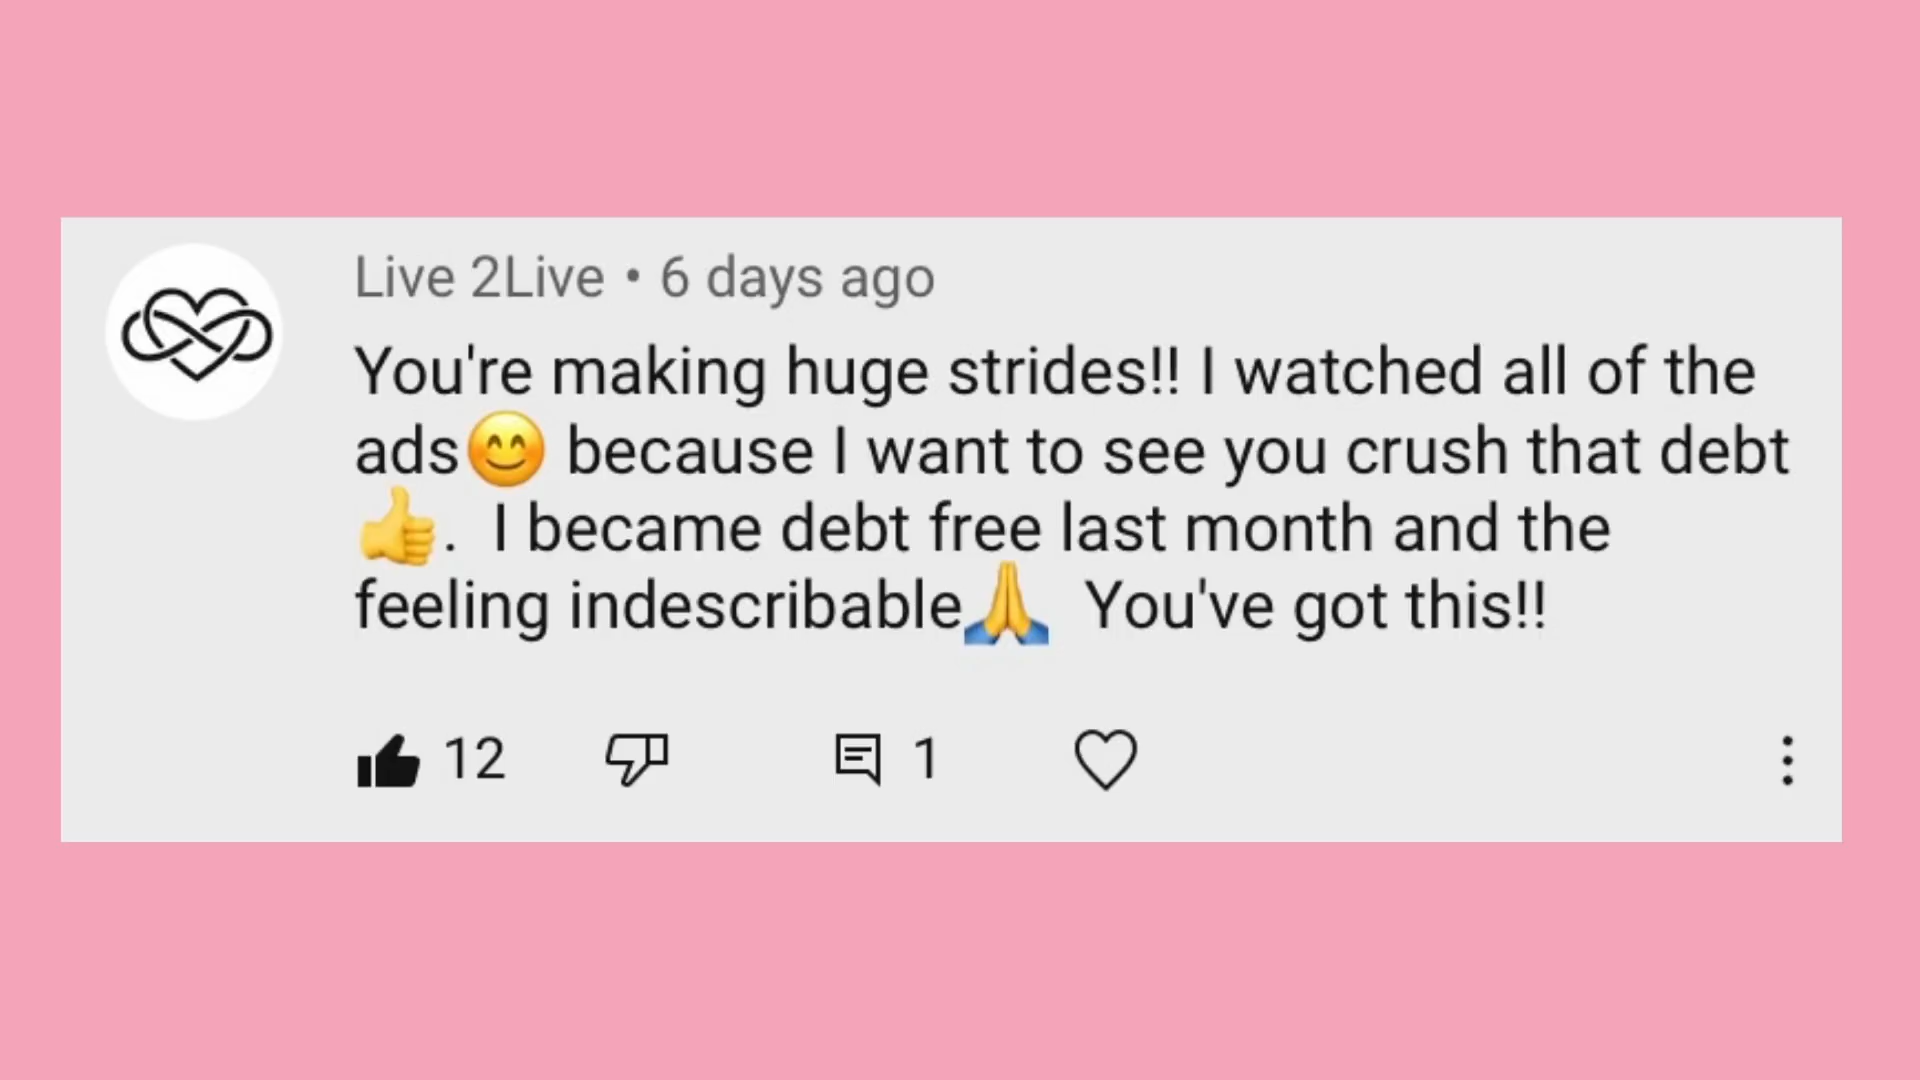 Live 2Live • 6 days ago
You're making huge strides!! I watched all of the
ads😊 because I want to see you crush that debt
👍.  I became debt free last month and the
feeling indescribable🙏  You've got this!!
12 1